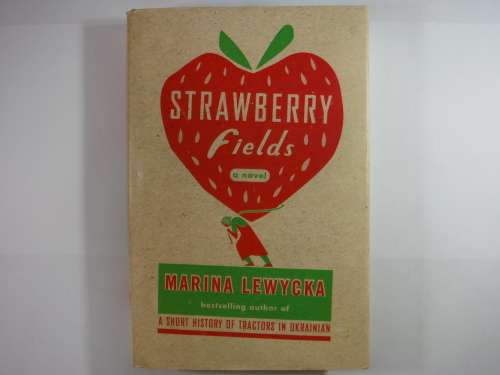 STRAWBERRY
fields
a novel
MARINA LEWYCKA
bestselling author of
A SHORT HISTORY OF TRACTORS IN UKRAINIAN